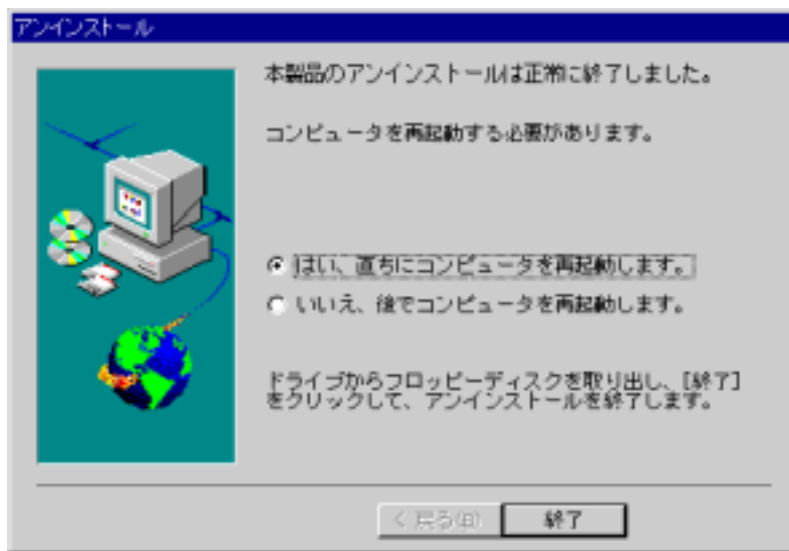 アンインストール
本製品のアンインストールは正常に終了しました。
コンピュータを再起動する必要があります。
はい、直ちにコンピュータを再起動します。
いいえ、後でコンピュータを再起動します。
ドライブからフロッピーディスクを取り出し、[終了]
をクリックして、アンインストールを終了します。
< 戻る(B)
終了